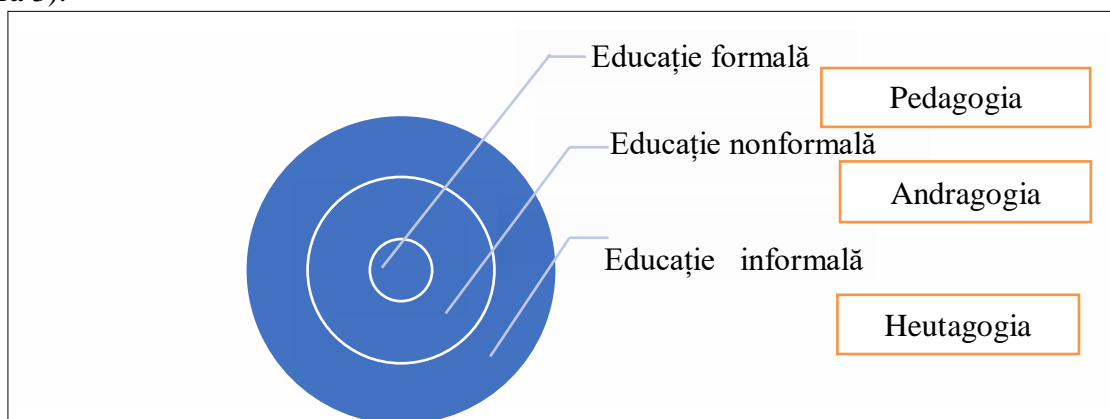 Educație formală
Pedagogia
Educație nonformală
Andragogia
Educație informală
Heutagogia